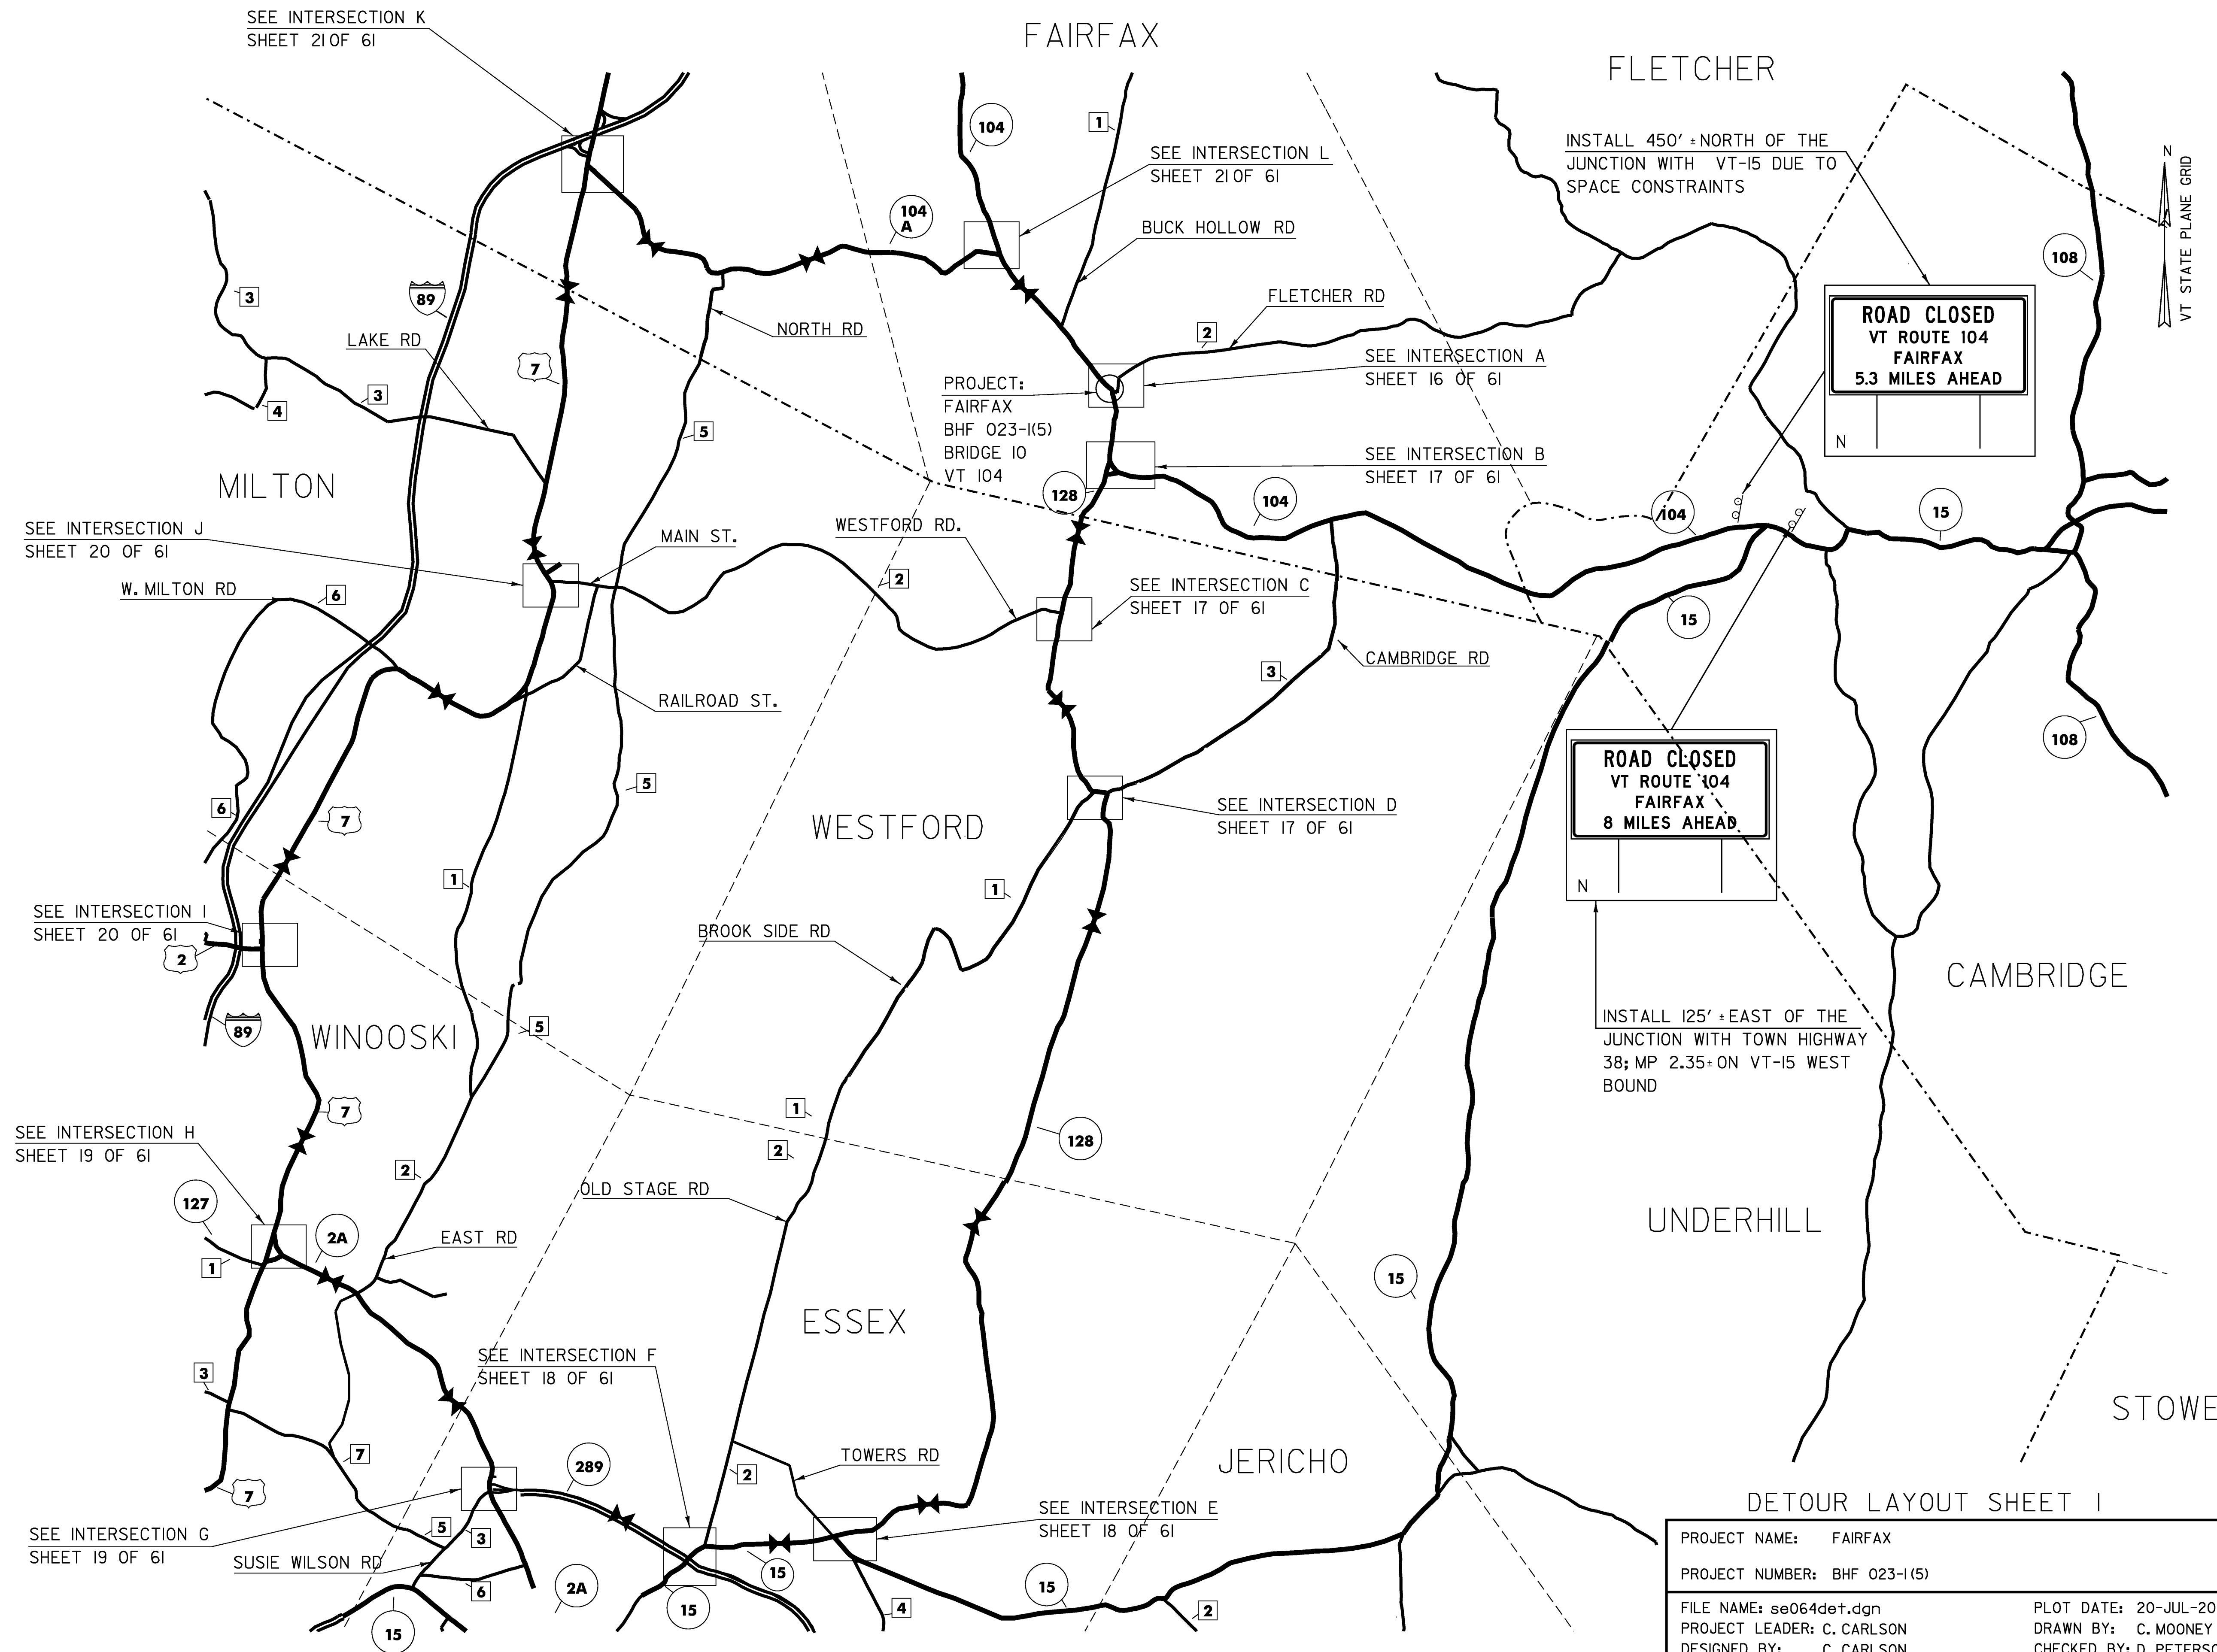 SEE INTERSECTION K
SHEET 21 OF 61
FAIRFAX
FLETCHER
104
1
INSTALL 450' ± NORTH OF THE
JUNCTION WITH VT-15 DUE TO
SPACE CONSTRAINTS
SEE INTERSECTION L
SHEET 21 OF 61
N
VT STATE PLANE GRID
104
A
BUCK HOLLOW RD
108
3
89
FLETCHER RD
NORTH RD
2
LAKE RD
7
ROAD CLOSED
VT ROUTE 104
FAIRFAX
5.3 MILES AHEAD
N
SEE INTERSECTION A
SHEET 16 OF 61
PROJECT:
FAIRFAX
BHF 023-1(5)
BRIDGE 10
VT 104
3
4
5
SEE INTERSECTION B
SHEET 17 OF 61
MILTON
128
104
104
15
SEE INTERSECTION J
SHEET 20 OF 61
MAIN ST.
WESTFORD RD.
2
W. MILTON RD
6
SEE INTERSECTION C
SHEET 17 OF 61
15
CAMBRIDGE RD
3
RAILROAD ST.
108
ROAD CLOSED
VT ROUTE 104
FAIRFAX
8 MILES AHEAD
N
5
6
7
WESTFORD
SEE INTERSECTION D
SHEET 17 OF 61
1
1
SEE INTERSECTION I
SHEET 20 OF 61
2
BROOK SIDE RD
CAMBRIDGE
89
WINOOSKI
5
INSTALL 125' ± EAST OF THE
JUNCTION WITH TOWN HIGHWAY
38; MP 2.35± ON VT-15 WEST
BOUND
7
1
SEE INTERSECTION H
SHEET 19 OF 61
128
2
2
OLD STAGE RD
127
2A
EAST RD
1
UNDERHILL
15
ESSEX
SEE INTERSECTION F
SHEET 18 OF 61
3
STOWE
7
289
2
TOWERS RD
JERICHO
7
SEE INTERSECTION E
SHEET 18 OF 61
SEE INTERSECTION G
SHEET 19 OF 61
5
3
SUSIE WILSON RD
6
2A
15
15
15
4
15
2
DETOUR LAYOUT SHEET 1
PROJECT NAME: FAIRFAX
PROJECT NUMBER: BHF 023-1(5)
FILE NAME: se064det.dgn
PLOT DATE: 20-JUL-20
PROJECT LEADER: C. CARLSON
DRAWN BY: C. MOONEY
DESIGNED BY: C. CARLSON
CHECKED BY: D. PETERSO